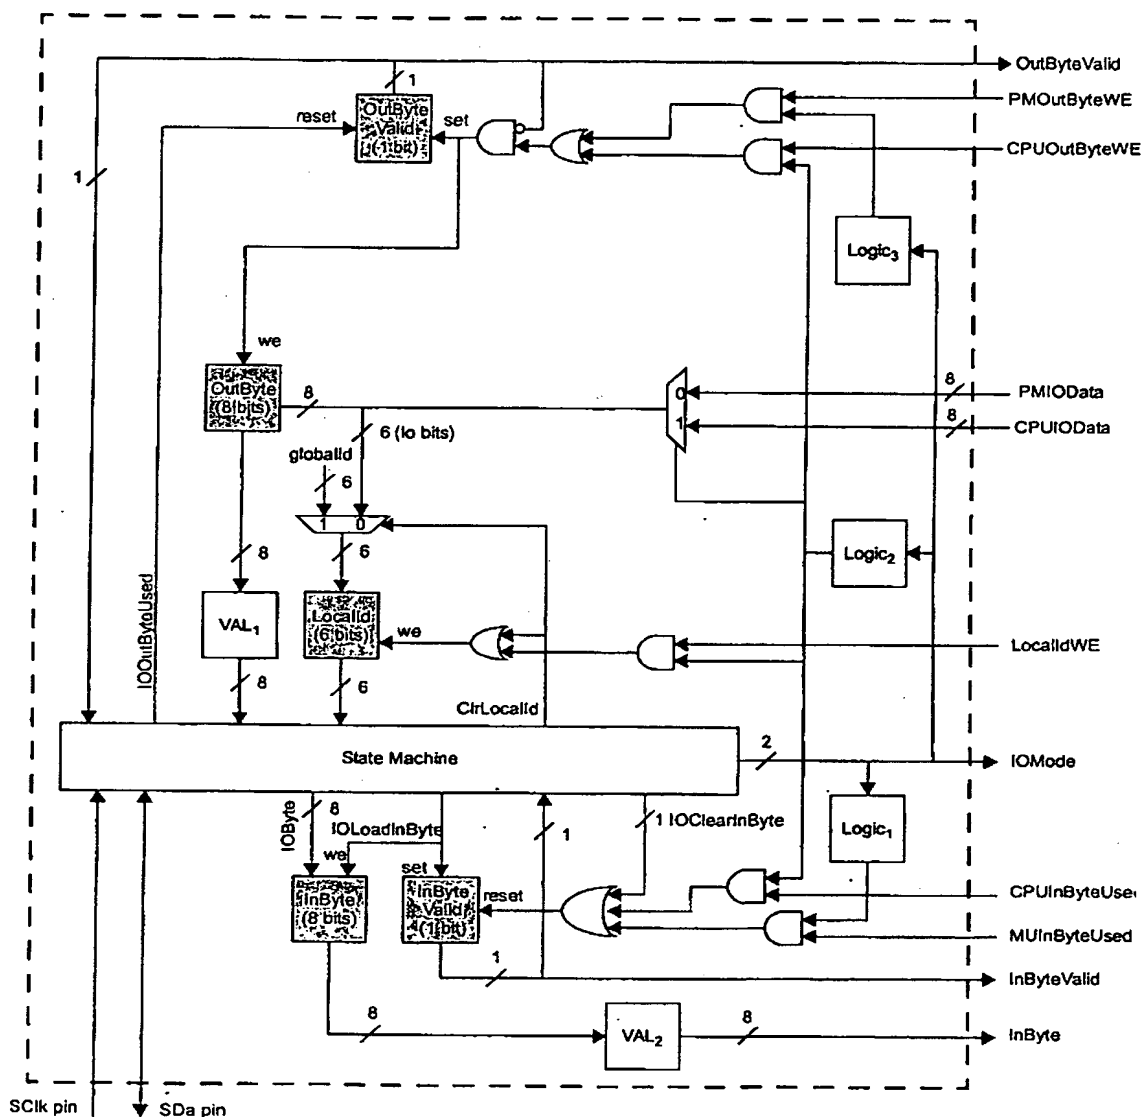 OutByteValid
1
OutByte
Valid
(1 bit)
reset
set
PMOutByteWE
CPUOutByteWE
1
Logic3
we
OutByte
(8 bits)
8
0
1
8
PMIOData
8
CPUIOData
6 (lo bits)
globalId
6
1 0
8
6
Logic2
IOOutByteUsed
VAL1
LocalId
(6 bits)
we
LocalIdWE
8
6
ClrLocalId
State Machine
2
IOMode
IOByte
8
IOLoadInByte
1
1 IOClearInByte
Logic1
we
set
InByte
(8 bits)
InByte
Valid
(1 bit)
reset
CPUInByteUse
MUInByteUsed
1
InByteValid
8
VAL2
8
InByte
SClk pin
SDa pin